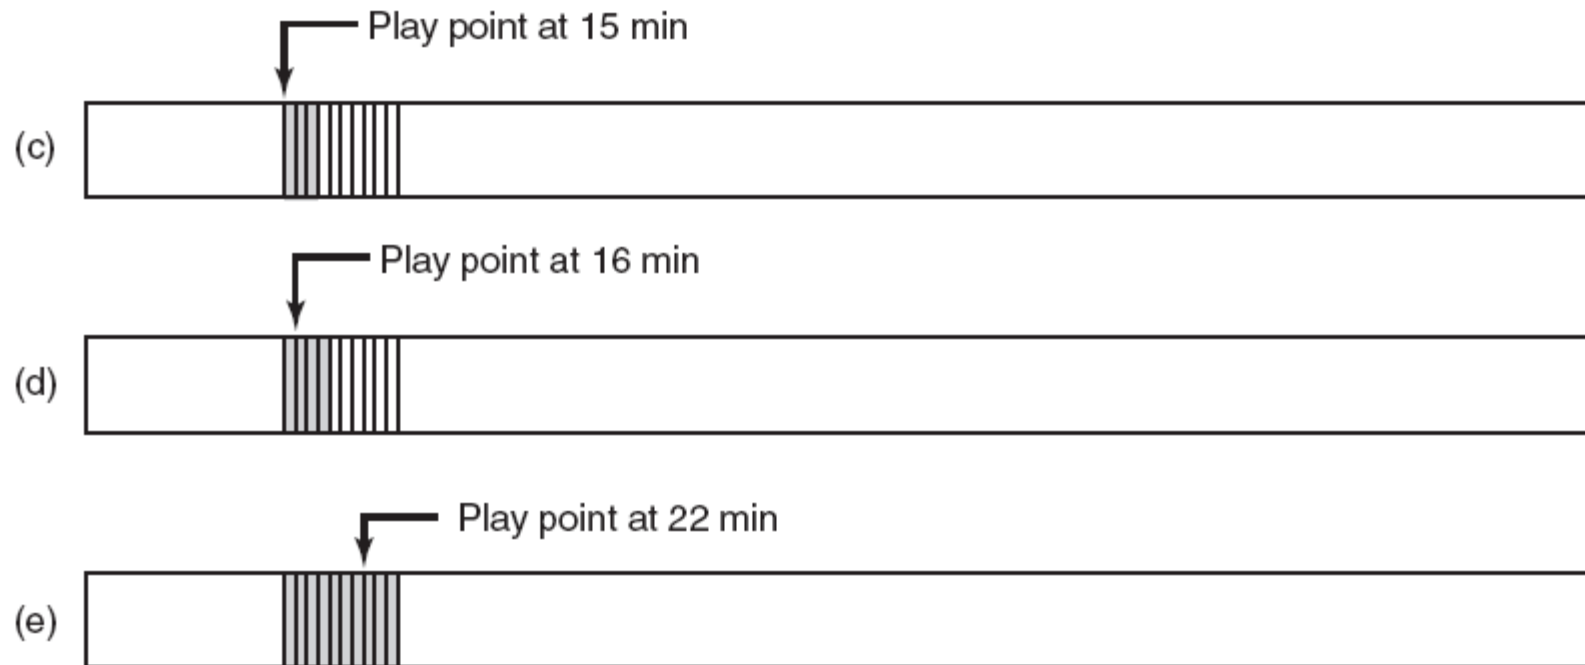 Play point at 15 min
(c)
Play point at 16 min
(d)
Play point at 22 min
(e)